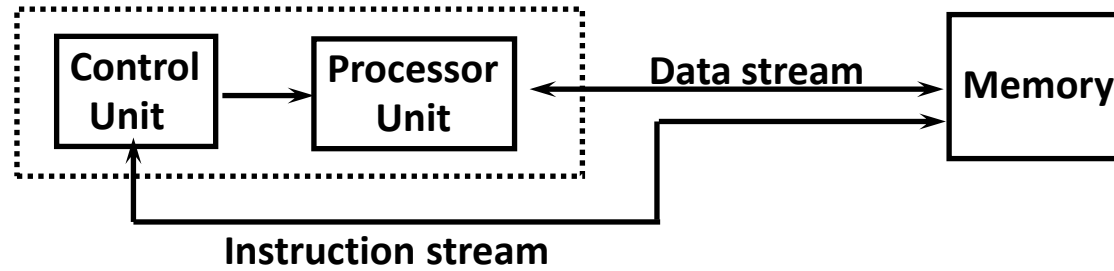 Control
Unit
Processor
Unit
Data stream
Memory
Instruction stream